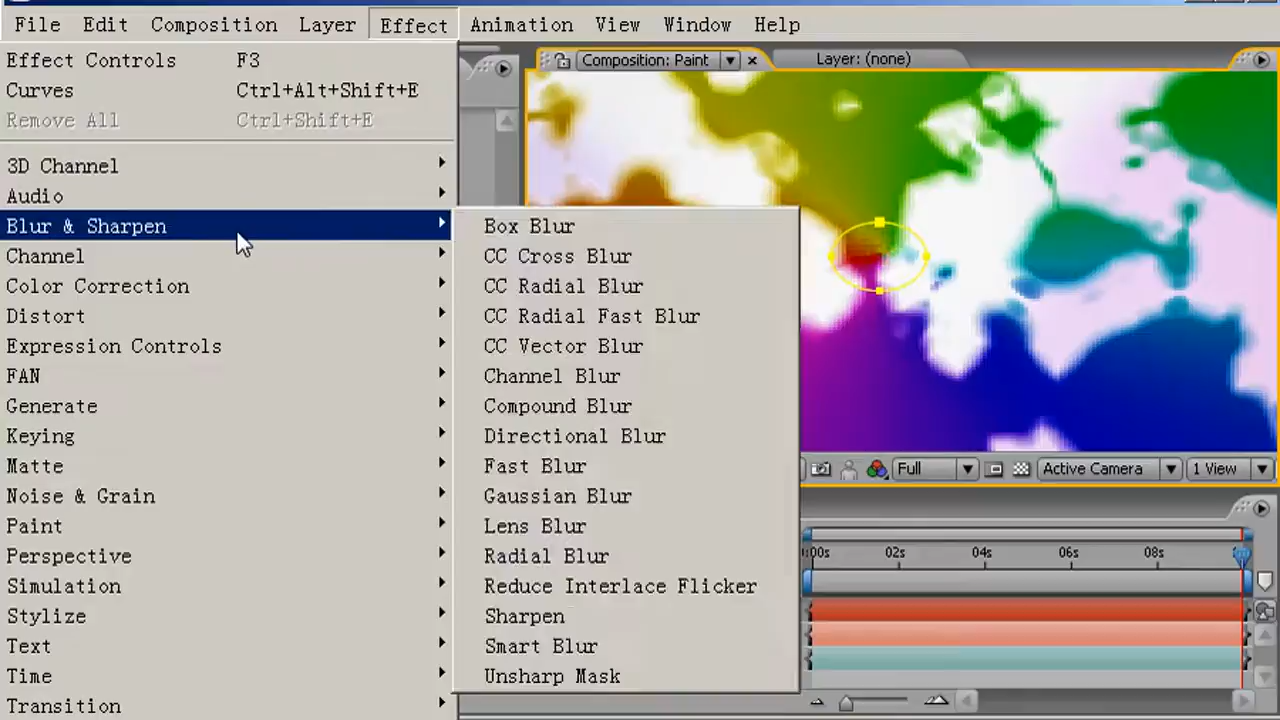 File Edit Composition Layer Effect Animation View Window Help
Effect Controls F3
Curves Ctrl+Alt+Shift+E
Remove All Ctrl+Shift+E
3D Channel
Audio
Blur & Sharpen
Channel
Color Correction
Distort
Expression Controls
FAN
Generate
Keying
Matte
Noise & Grain
Paint
Perspective
Simulation
Stylize
Text
Time
Transition
Box Blur
CC Cross Blur
CC Radial Blur
CC Radial Fast Blur
CC Vector Blur
Channel Blur
Compound Blur
Directional Blur
Fast Blur
Gaussian Blur
Lens Blur
Radial Blur
Reduce Interlace Flicker
Sharpen
Smart Blur
Unsharp Mask
Composition: Paint Layer: (none)
Full Active Camera 1 View
:00s 02s 04s 06s 08s